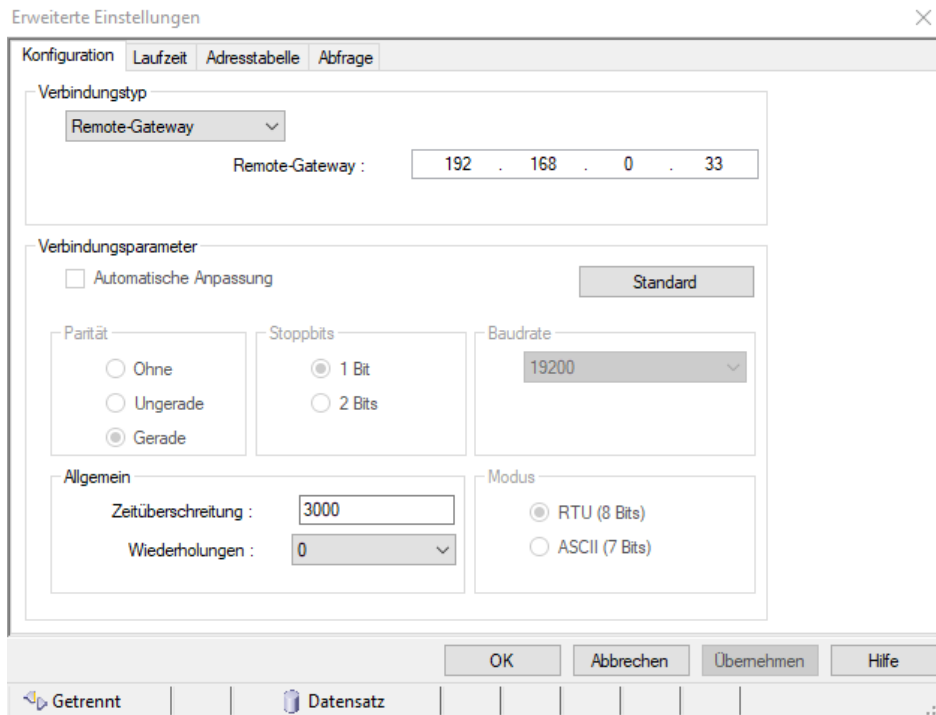 Erweiterte Einstellungen
Konfiguration Laufzeit Adresstabelle Abfrage
Verbindungstyp
Remote-Gateway
Remote-Gateway : 192 . 168 . 0 . 33
Verbindungsparameter
Automatische Anpassung
Standard
Parität
Ohne
Ungerade
Gerade
Stoppbits
1 Bit
2 Bits
Baudrate
19200
Allgemein
Zeitüberschreitung : 3000
Wiederholungen : 0
Modus
RTU (8 Bits)
ASCII (7 Bits)
OK Abbrechen Übernehmen Hilfe
Getrennt Datensatz